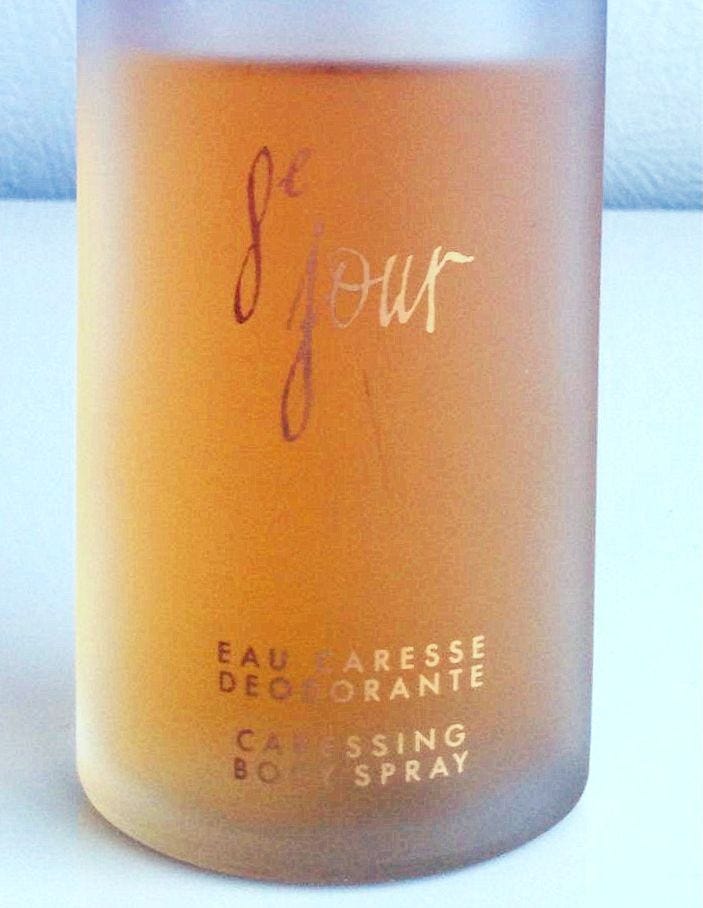 8e
jour
EAU CARESSE
DEODORANTE
CARESSING
BODY SPRAY